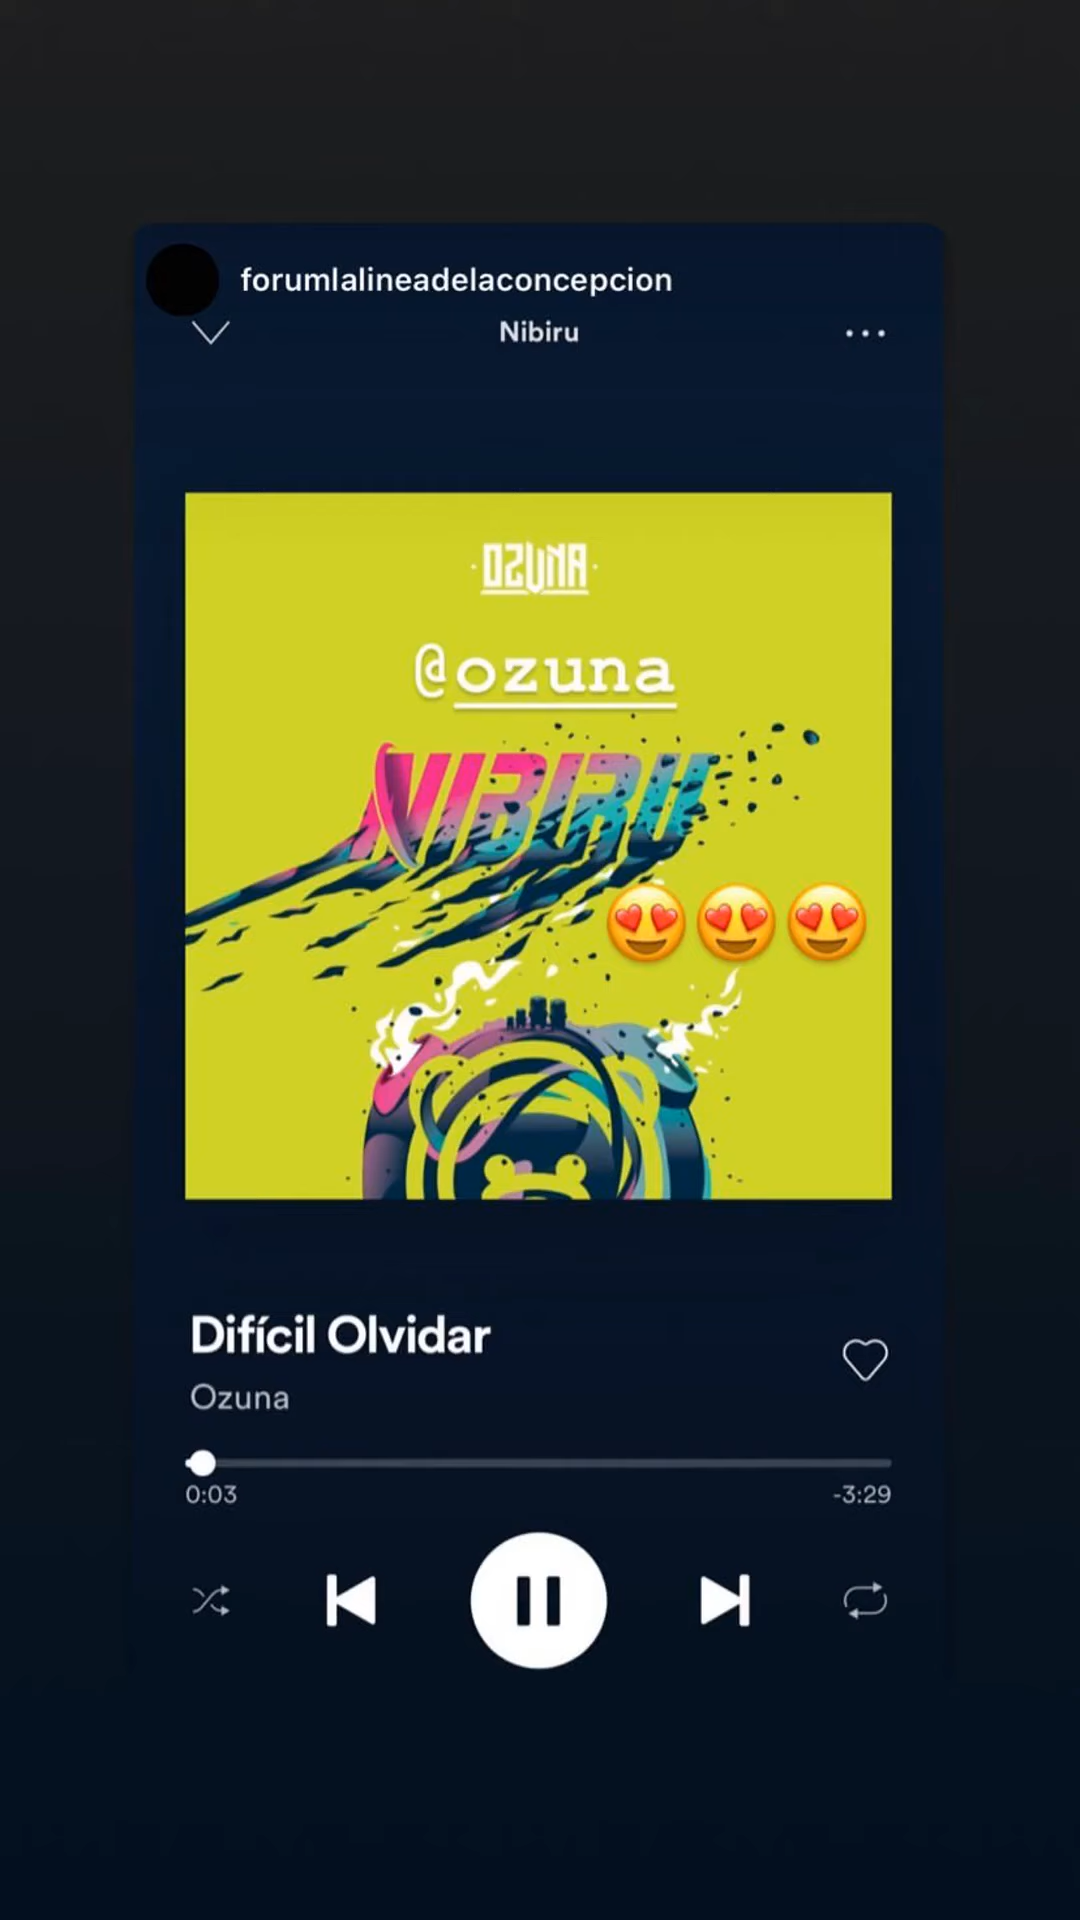 forumlalineadelaconcepcion
Nibiru
OZUNA
@ozuna
NIBIRU
Difícil Olvidar
Ozuna
0:03
-3:29